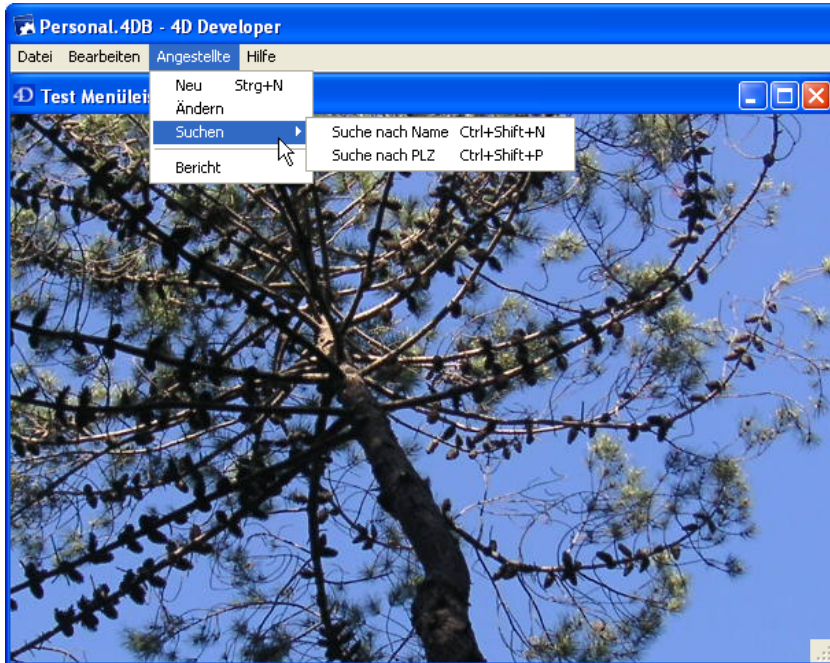 Personal.4DB - 4D Developer
Datei Bearbeiten Angestellte Hilfe
4D Test
Neu Strg+N
Ändern
Suchen
Suche nach Name Ctrl+Shift+N
Suche nach PLZ Ctrl+Shift+P
Bericht